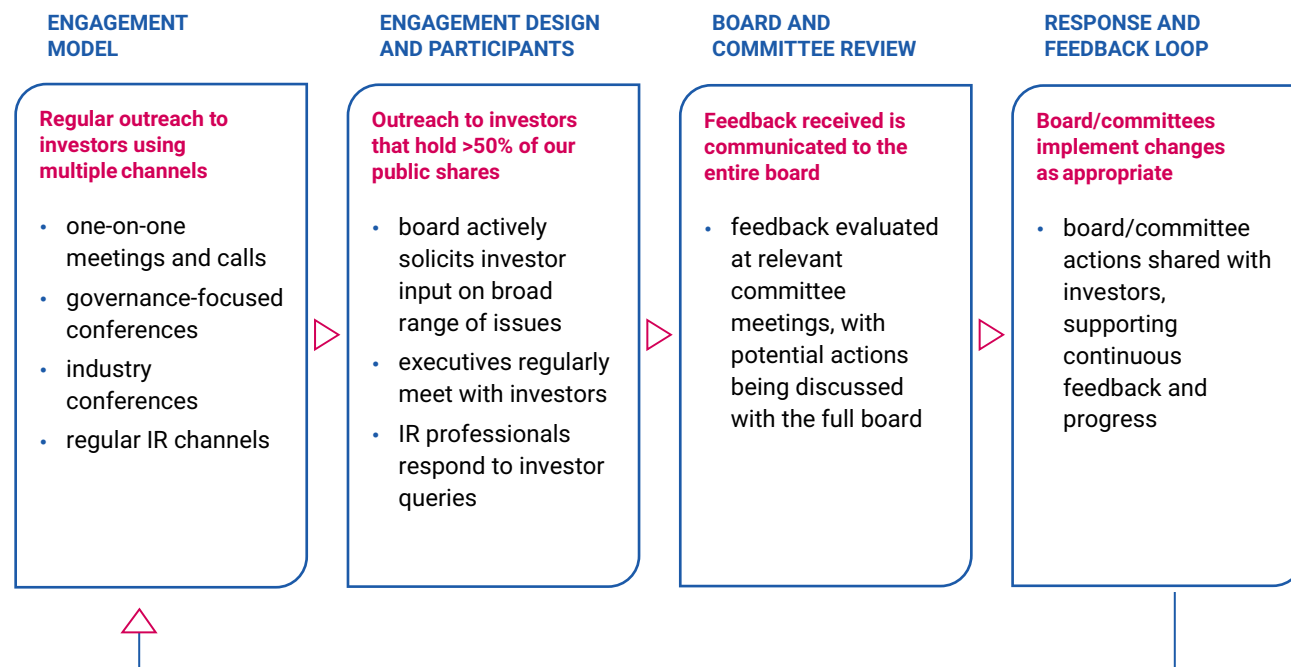 ENGAGEMENT
MODEL
Regular outreach to
investors using
multiple channels
• one-on-one
meetings and calls
• governance-focused
conferences
• industry
conferences
• regular IR channels
ENGAGEMENT DESIGN
AND PARTICIPANTS
Outreach to investors
that hold >50% of our
public shares
• board actively
solicits investor
input on broad
range of issues
• executives regularly
meet with investors
• IR professionals
respond to investor
queries
BOARD AND
COMMITTEE REVIEW
Feedback received is
communicated to the
entire board
• feedback evaluated
at relevant
committee
meetings, with
potential actions
being discussed
with the full board
RESPONSE AND
FEEDBACK LOOP
Board/committees
implement changes
as appropriate
• board/committee
actions shared with
investors,
supporting
continuous
feedback and
progress